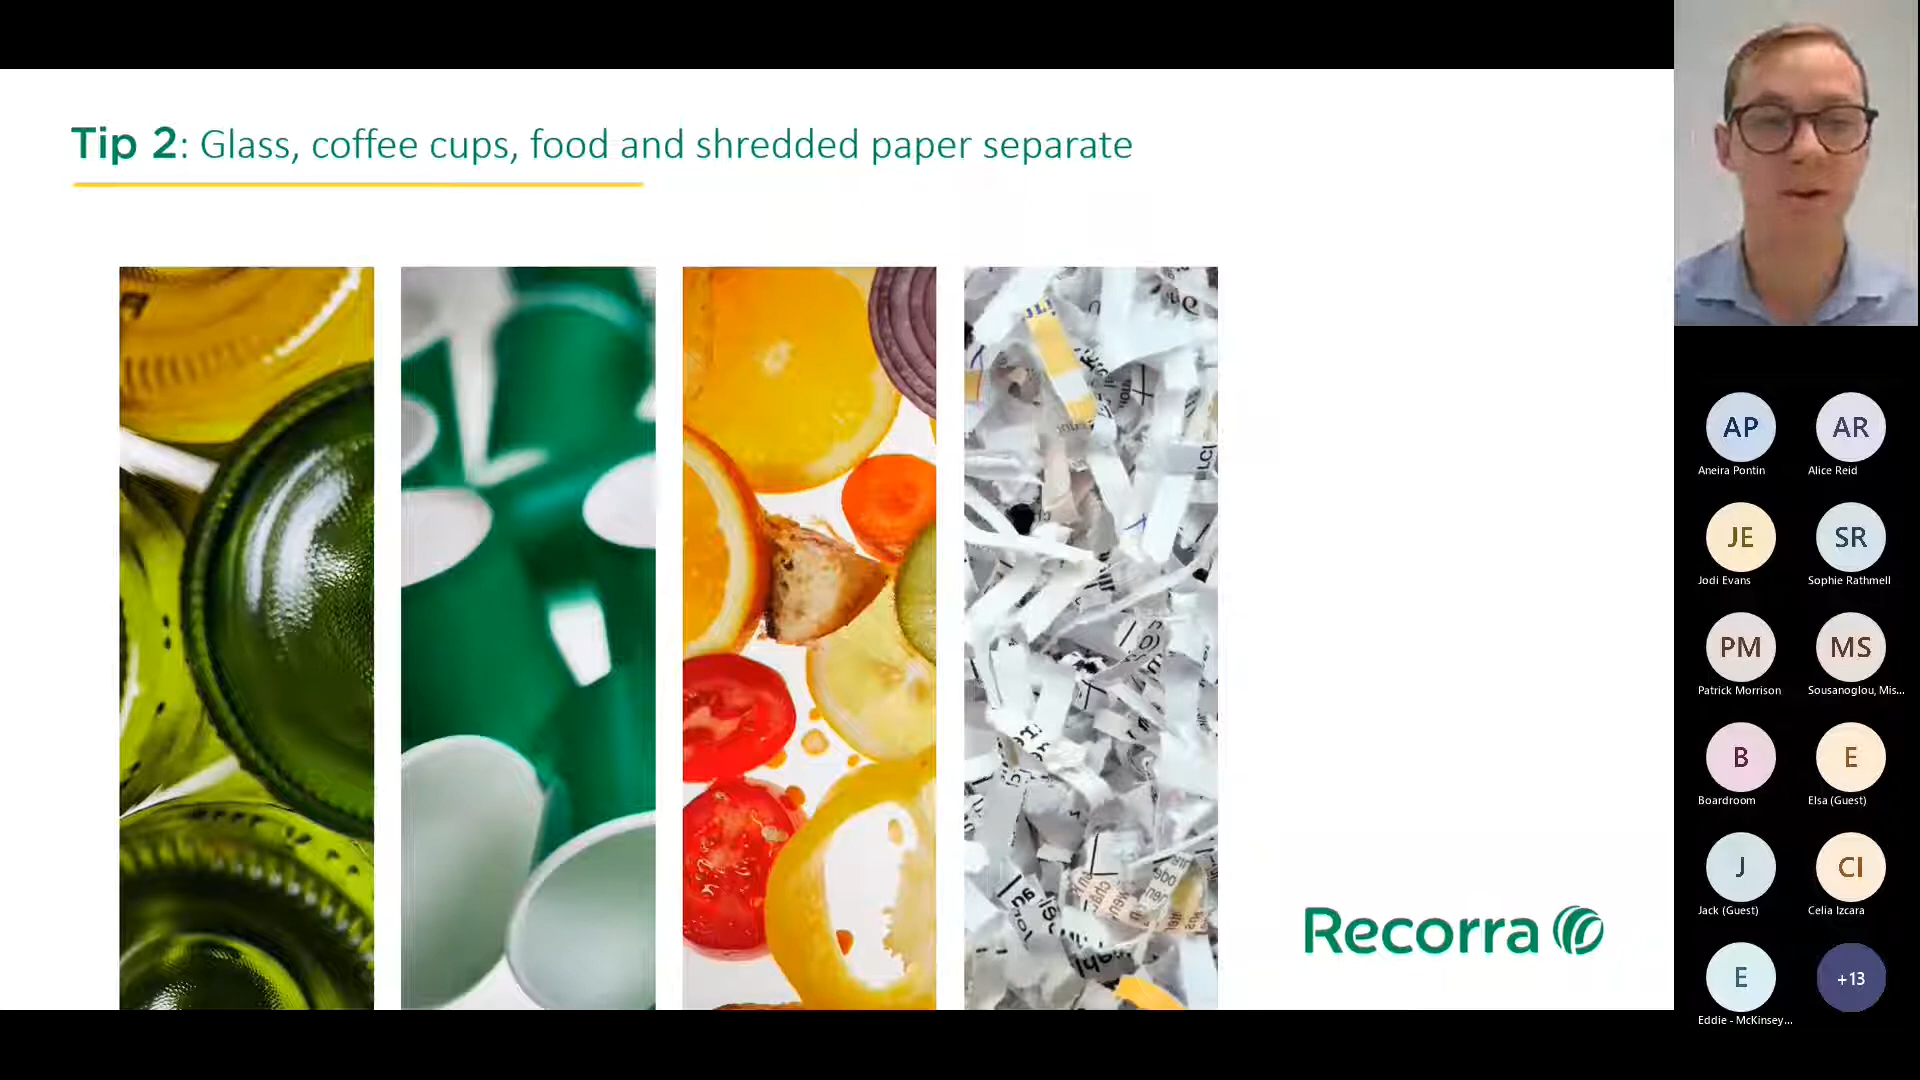 Tip 2: Glass, coffee cups, food and shredded paper separate
Recorra
AP
AR
Aneira Pontin
Alice Reid
JE
SR
Jodi Evans
Sophie Rathmell
PM
MS
Patrick Morrison
Sousanoglou, Mis...
B
E
Boardroom
Elsa (Guest)
J
CI
Jack (Guest)
Celia Izcara
E
+13
Eddie - McKinsey...